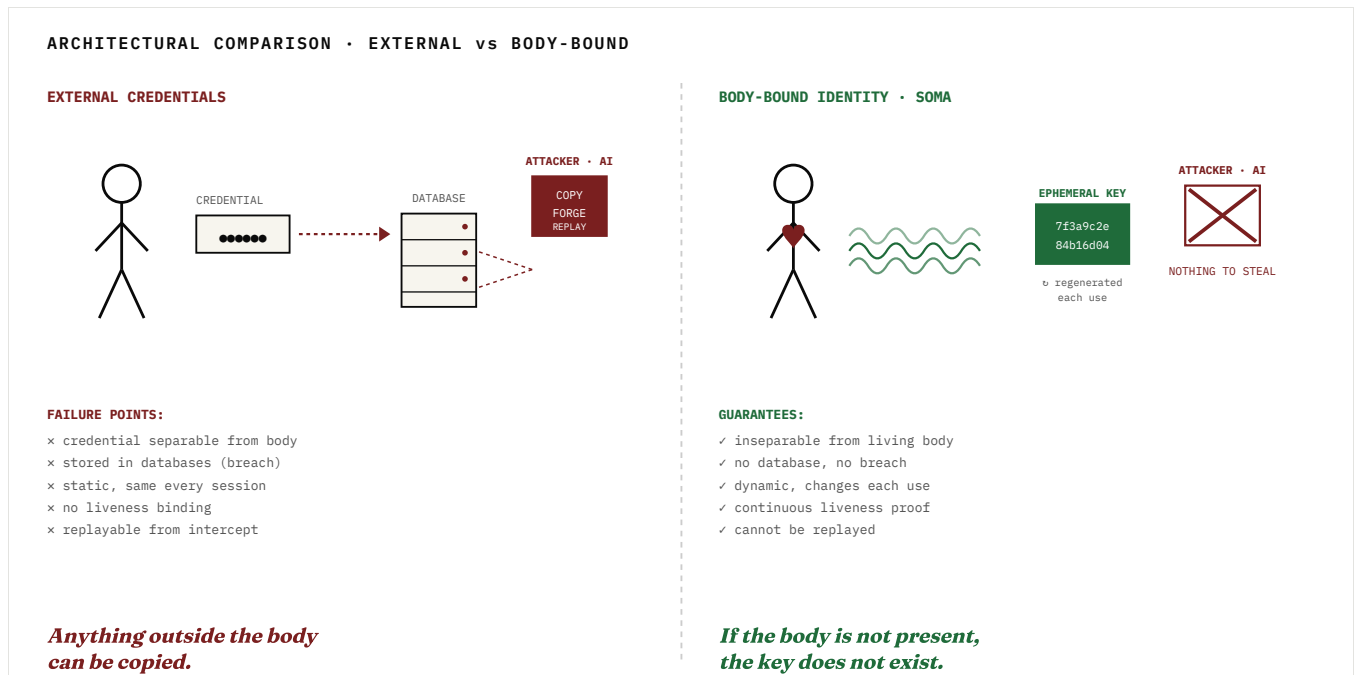 ARCHITECTURAL COMPARISON · EXTERNAL vs BODY-BOUND
EXTERNAL CREDENTIALS
CREDENTIAL
●●●●●●
DATABASE
ATTACKER · AI
COPY
FORGE
REPLAY
FAILURE POINTS:
× credential separable from body
× stored in databases (breach)
× static, same every session
× no liveness binding
× replayable from intercept
Anything outside the body
can be copied.
BODY-BOUND IDENTITY · SOMA
EPHEMERAL KEY
7f3a9c2e
84b16d04
↻ regenerated
each use
ATTACKER · AI
NOTHING TO STEAL
GUARANTEES:
✓ inseparable from living body
✓ no database, no breach
✓ dynamic, changes each use
✓ continuous liveness proof
✓ cannot be replayed
If the body is not present,
the key does not exist.